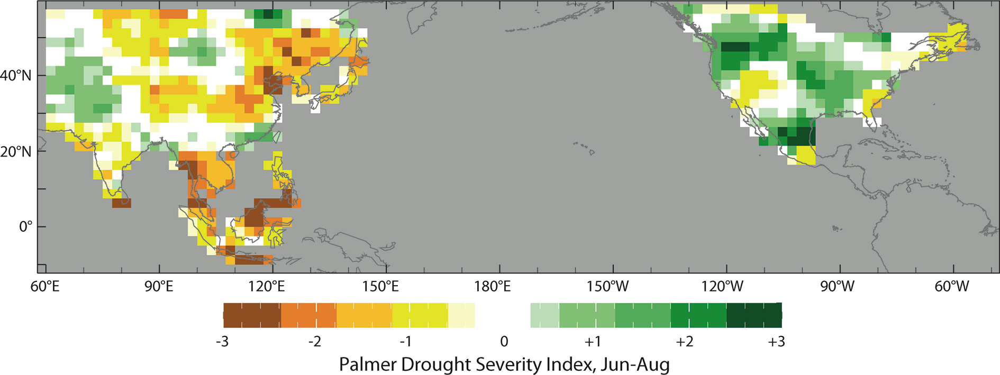 40°N
20°N
0°
60°E 90°E 120°E 150°E 180°E 150°W 120°W 90°W 60°W
-3 -2 -1 0 +1 +2 +3
Palmer Drought Severity Index, Jun-Aug